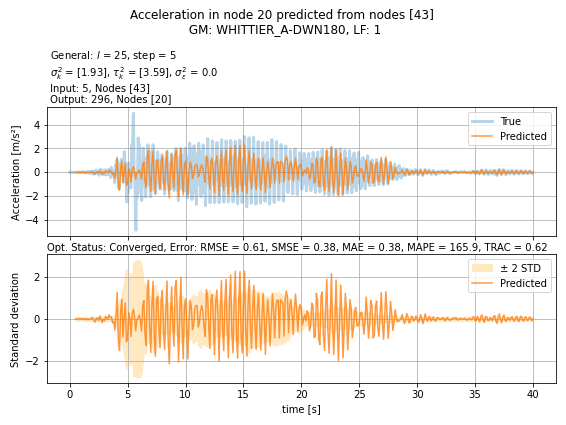 Acceleration in node 20 predicted from nodes [43]
GM: WHITTIER_A-DWN180, LF: 1
General: l = 25, step = 5
σ²ₖ = [1.93], τ²ₖ = [3.59], σ²ε = 0.0
Input: 5, Nodes [43]
Output: 296, Nodes [20]
True
Predicted
Acceleration [m/s²]
4
2
0
−2
−4
Opt. Status: Converged, Error: RMSE = 0.61, SMSE = 0.38, MAE = 0.38, MAPE = 165.9, TRAC = 0.62
± 2 STD
Predicted
Standard deviation
2
0
−2
0 5 10 15 20 25 30 35 40
time [s]